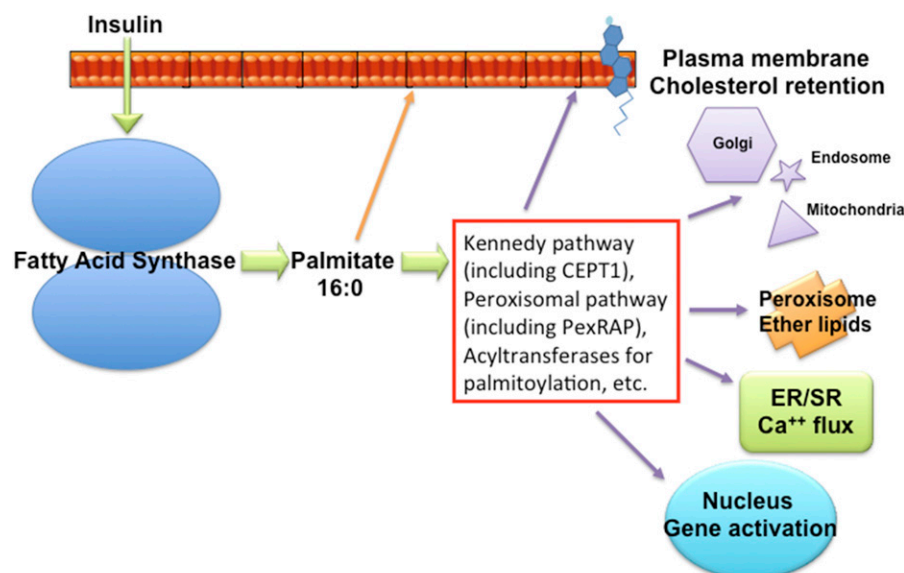 Insulin
Plasma membrane
Cholesterol retention
Golgi
Endosome
Mitochondria
Fatty Acid Synthase
Palmitate
16:0
Kennedy pathway
(including CEPT1),
Peroxisomal pathway
(including PexRAP),
Acyltransferases for
palmitoylation, etc.
Peroxisome
Ether lipids
ER/SR
Ca⁺⁺ flux
Nucleus
Gene activation